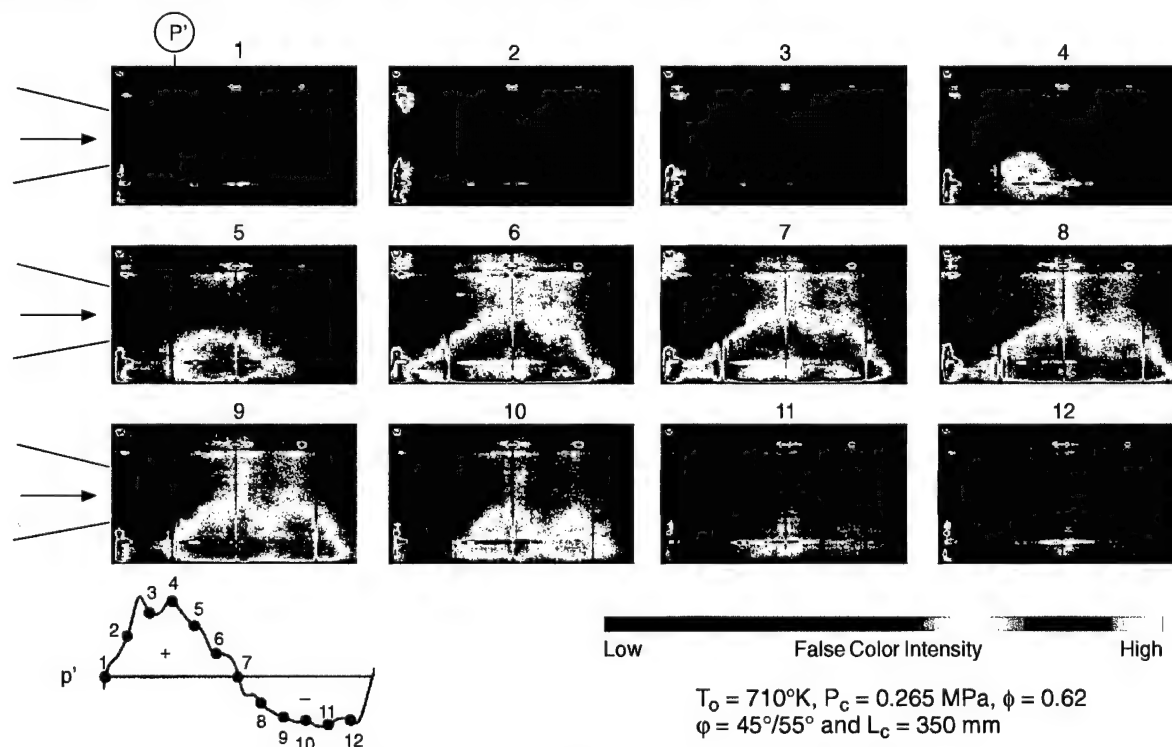 P'
1 2 3 4
5 6 7 8
9 10 11 12
p'
1 2 3 4 5 6 7 8 9 10 11 12
+
−
Low False Color Intensity High
T₀ = 710°K, P_c = 0.265 MPa, ϕ = 0.62
φ = 45°/55° and L_c = 350 mm